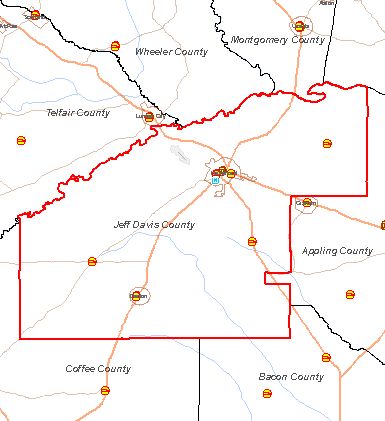 Wheeler County
Montgomery County
Telfair County
Jeff Davis County
Appling County
Coffee County
Bacon County